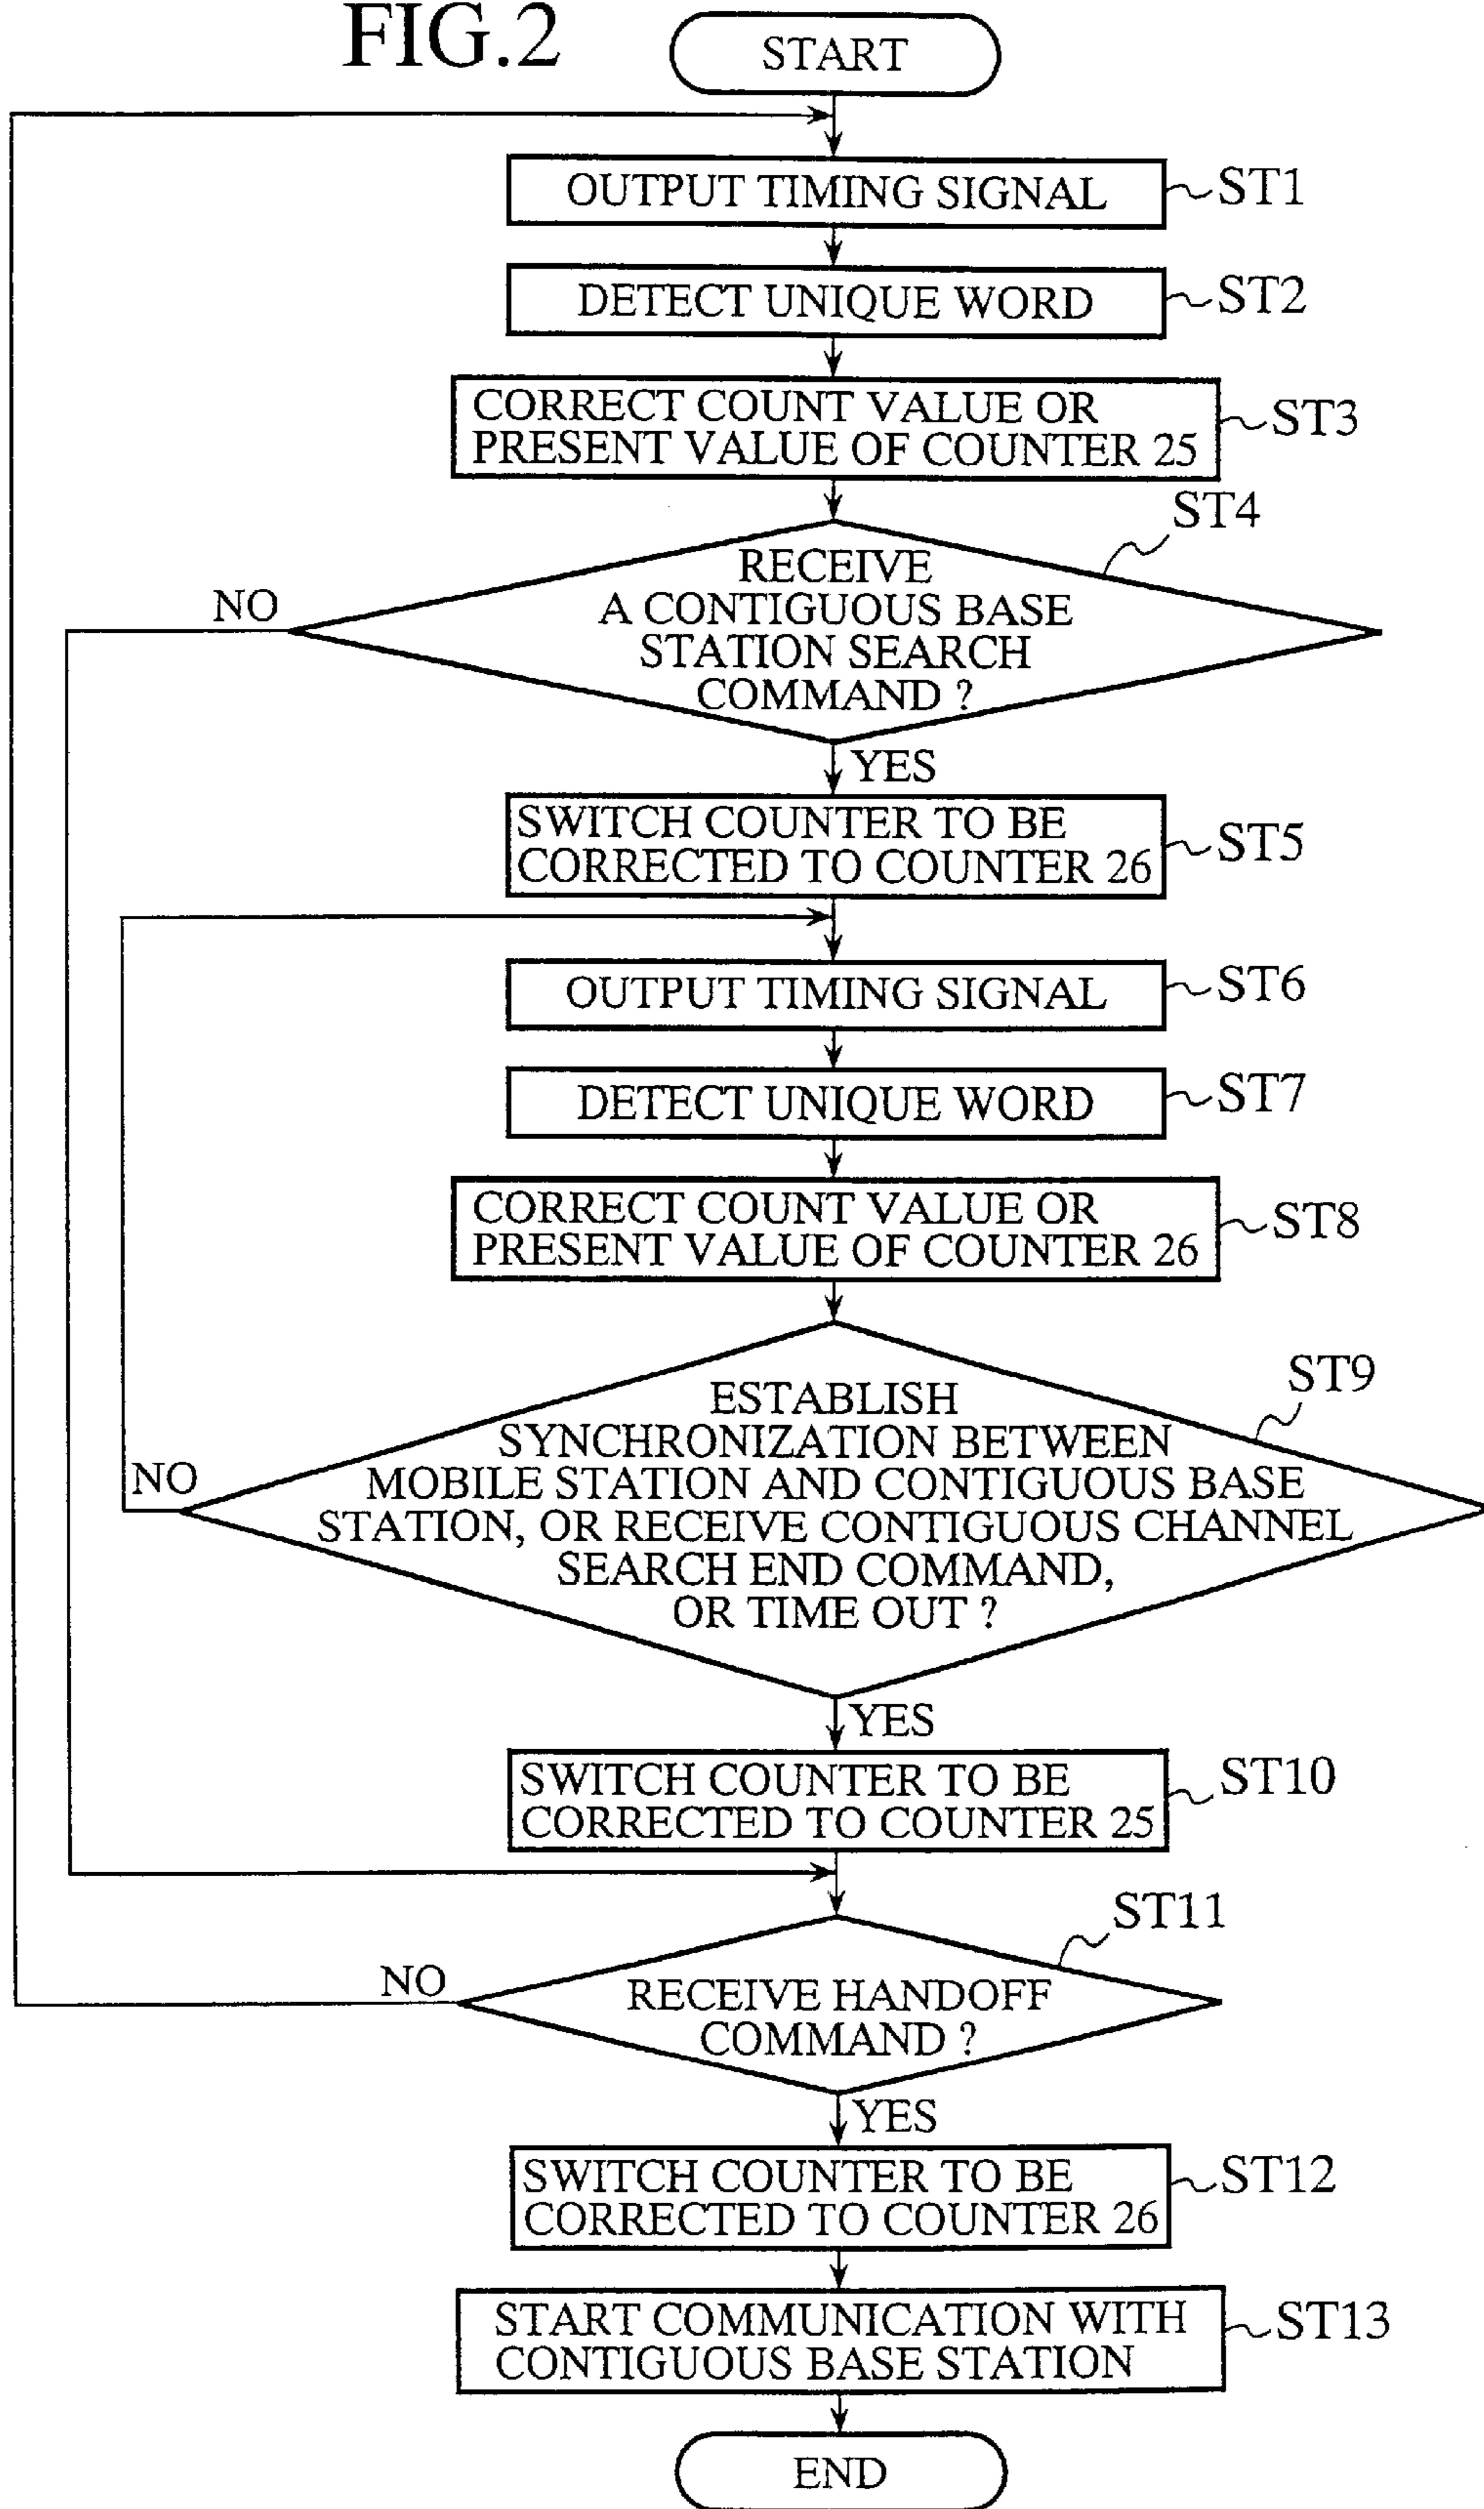 FIG.2
START
OUTPUT TIMING SIGNAL
ST1
DETECT UNIQUE WORD
ST2
CORRECT COUNT VALUE OR
PRESENT VALUE OF COUNTER 25
ST3
ST4
RECEIVE
A CONTIGUOUS BASE
STATION SEARCH
COMMAND ?
NO
YES
SWITCH COUNTER TO BE
CORRECTED TO COUNTER 26
ST5
OUTPUT TIMING SIGNAL
ST6
DETECT UNIQUE WORD
ST7
CORRECT COUNT VALUE OR
PRESENT VALUE OF COUNTER 26
ST8
ST9
ESTABLISH
SYNCHRONIZATION BETWEEN
MOBILE STATION AND CONTIGUOUS BASE
STATION, OR RECEIVE CONTIGUOUS CHANNEL
SEARCH END COMMAND,
OR TIME OUT ?
NO
YES
SWITCH COUNTER TO BE
CORRECTED TO COUNTER 25
ST10
ST11
RECEIVE HANDOFF
COMMAND ?
NO
YES
SWITCH COUNTER TO BE
CORRECTED TO COUNTER 26
ST12
START COMMUNICATION WITH
CONTIGUOUS BASE STATION
ST13
END